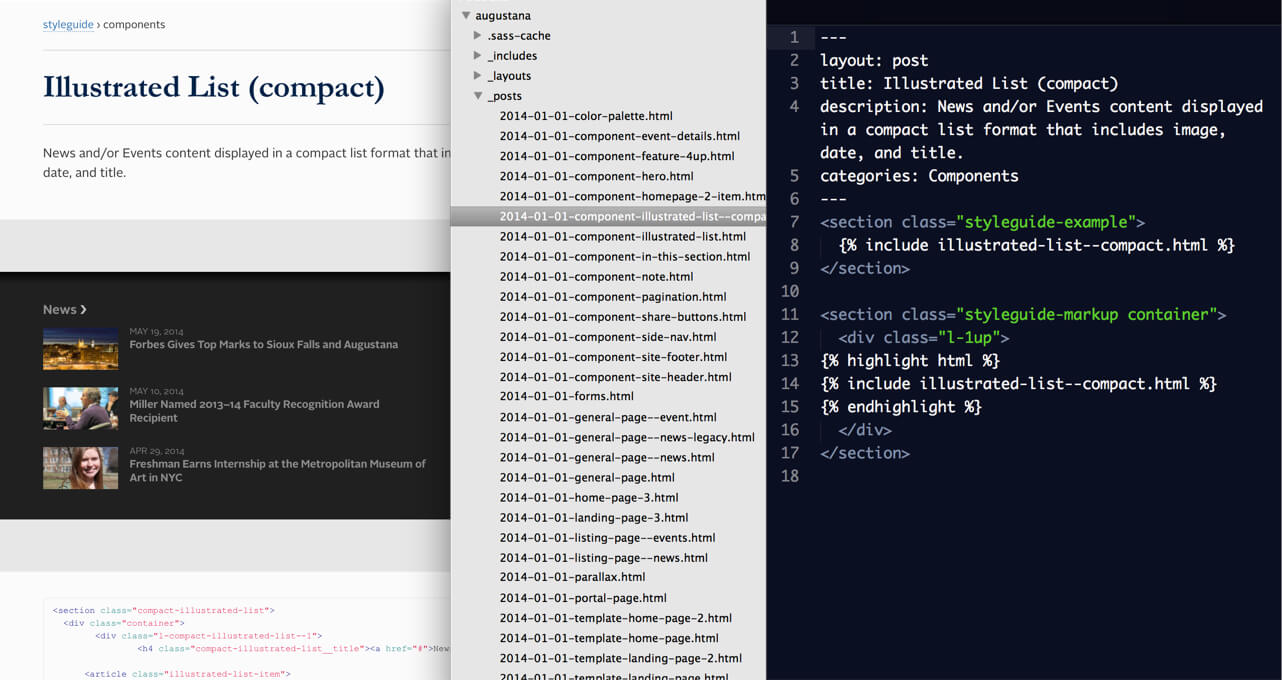 styleguide › components
Illustrated List (compact)
News and/or Events content displayed in a compact list format that in
date, and title.
News ❯
MAY 19, 2014
Forbes Gives Top Marks to Sioux Falls and Augustana
MAY 10, 2014
Miller Named 2013–14 Faculty Recognition Award
Recipient
APR 29, 2014
Freshman Earns Internship at the Metropolitan Museum of
Art in NYC
<section class="compact-illustrated-list">
<div class="container">
<div class="l-compact-illustrated-list--1">
<h4 class="compact-illustrated-list__title"><a href="#">News
<article class="illustrated-list-item">
augustana
.sass-cache
_includes
_layouts
_posts
2014-01-01-color-palette.html
2014-01-01-component-event-details.html
2014-01-01-component-feature-4up.html
2014-01-01-component-hero.html
2014-01-01-component-homepage-2-item.htm
2014-01-01-component-illustrated-list--compa
2014-01-01-component-illustrated-list.html
2014-01-01-component-in-this-section.html
2014-01-01-component-note.html
2014-01-01-component-pagination.html
2014-01-01-component-share-buttons.html
2014-01-01-component-side-nav.html
2014-01-01-component-site-footer.html
2014-01-01-component-site-header.html
2014-01-01-forms.html
2014-01-01-general-page--event.html
2014-01-01-general-page--news-legacy.html
2014-01-01-general-page--news.html
2014-01-01-general-page.html
2014-01-01-home-page-3.html
2014-01-01-landing-page-3.html
2014-01-01-listing-page--events.html
2014-01-01-listing-page--news.html
2014-01-01-parallax.html
2014-01-01-portal-page.html
2014-01-01-template-home-page-2.html
2014-01-01-template-home-page.html
2014-01-01-template-landing-page-2.html
2014-01-01-template-landing-page.html
1 ---
2 layout: post
3 title: Illustrated List (compact)
4 description: News and/or Events content displayed
in a compact list format that includes image,
date, and title.
5 categories: Components
6 ---
7 <section class="styleguide-example">
8 {% include illustrated-list--compact.html %}
9 </section>
10
11 <section class="styleguide-markup container">
12 <div class="l-1up">
13 {% highlight html %}
14 {% include illustrated-list--compact.html %}
15 {% endhighlight %}
16 </div>
17 </section>
18